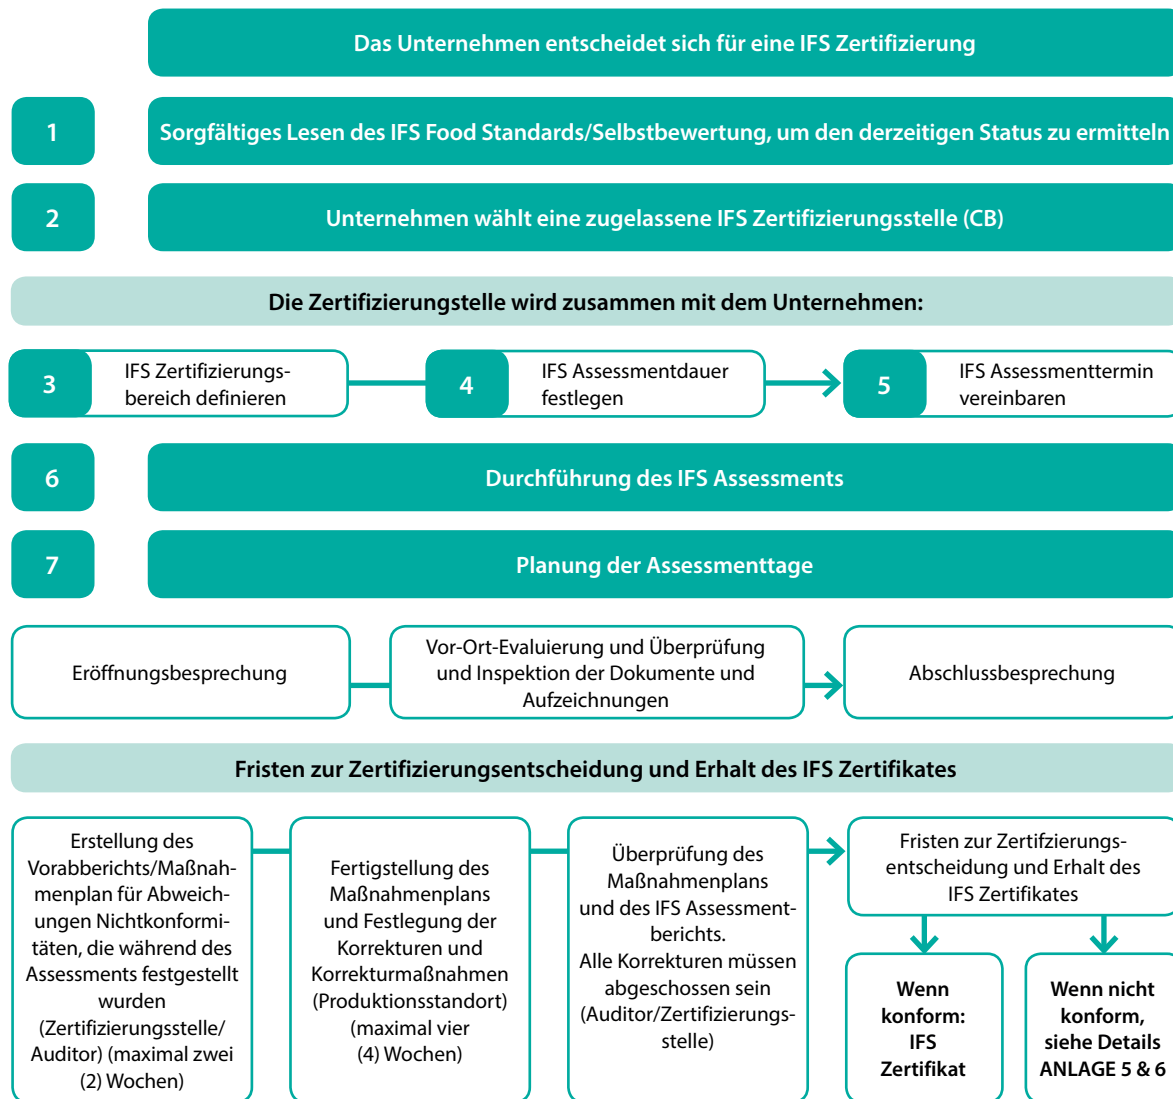 Das Unternehmen entscheidet sich für eine IFS Zertifizierung
1
Sorgfältiges Lesen des IFS Food Standards/Selbstbewertung, um den derzeitigen Status zu ermitteln
2
Unternehmen wählt eine zugelassene IFS Zertifizierungsstelle (CB)
Die Zertifizierungstelle wird zusammen mit dem Unternehmen:
3
IFS Zertifizierungs-
bereich definieren
4
IFS Assessmentdauer
festlegen
5
IFS Assessmenttermin
vereinbaren
6
Durchführung des IFS Assessments
7
Planung der Assessmenttage
Eröffnungsbesprechung
Vor-Ort-Evaluierung und Überprüfung
und Inspektion der Dokumente und
Aufzeichnungen
Abschlussbesprechung
Fristen zur Zertifizierungsentscheidung und Erhalt des IFS Zertifikates
Erstellung des
Vorabberichts/Maßnah-
menplan für Abweich-
ungen Nichtkonformi-
täten, die während des
Assessments festgestellt
wurden
(Zertifizierungsstelle/
Auditor) (maximal zwei
(2) Wochen)
Fertigstellung des
Maßnahmenplans
und Festlegung der
Korrekturen und
Korrekturmaßnahmen
(Produktionsstandort)
(maximal vier
(4) Wochen)
Überprüfung des
Maßnahmenplans
und des IFS Assessment-
berichts.
Alle Korrekturen müssen
abgeschossen sein
(Auditor/Zertifizierungs-
stelle)
Fristen zur Zertifzierungs-
entscheidung und Erhalt des
IFS Zertifikates
Wenn
konform:
IFS
Zertifikat
Wenn nicht
konform,
siehe Details
ANLAGE 5 & 6